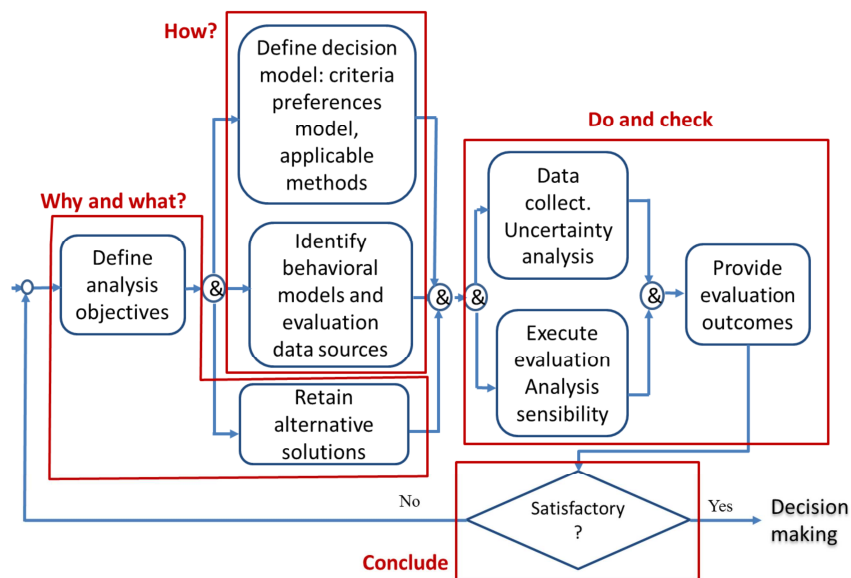 How?
Define decision
model: criteria
preferences
model,
applicable
methods
Why and what?
Define
analysis
objectives
&
Identify
behavioral
models and
evaluation
data sources
Retain
alternative
solutions
&
Do and check
&
Data
collect.
Uncertainty
analysis
Execute
evaluation
Analysis
sensibility
&
Provide
evaluation
outcomes
Satisfactory
?
No
Yes
Decision
making
Conclude